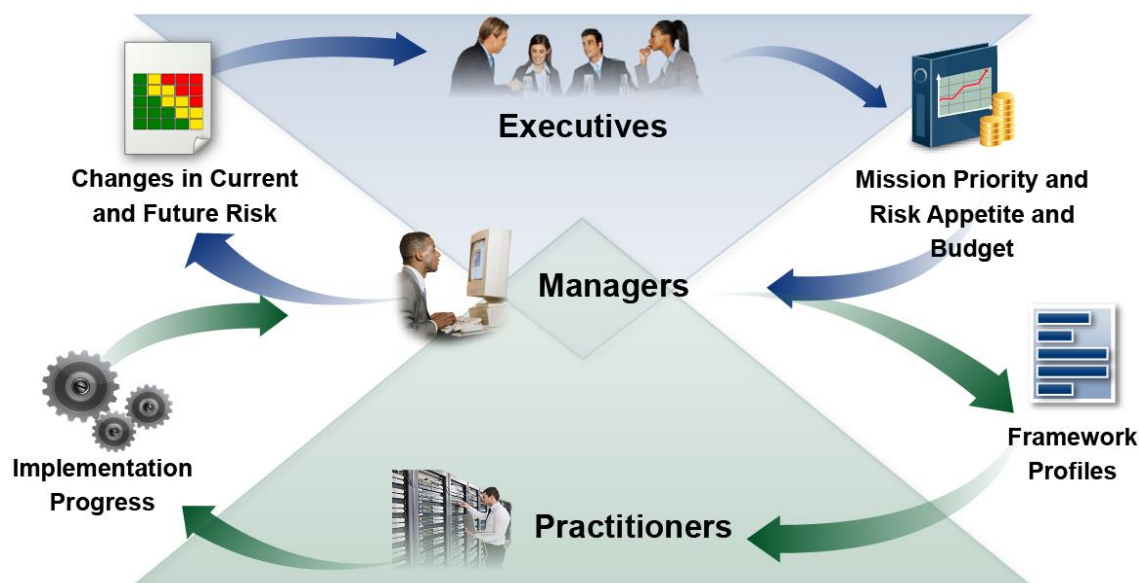 Executives
Changes in Current
and Future Risk
Mission Priority and
Risk Appetite and
Budget
Managers
Implementation
Progress
Framework
Profiles
Practitioners